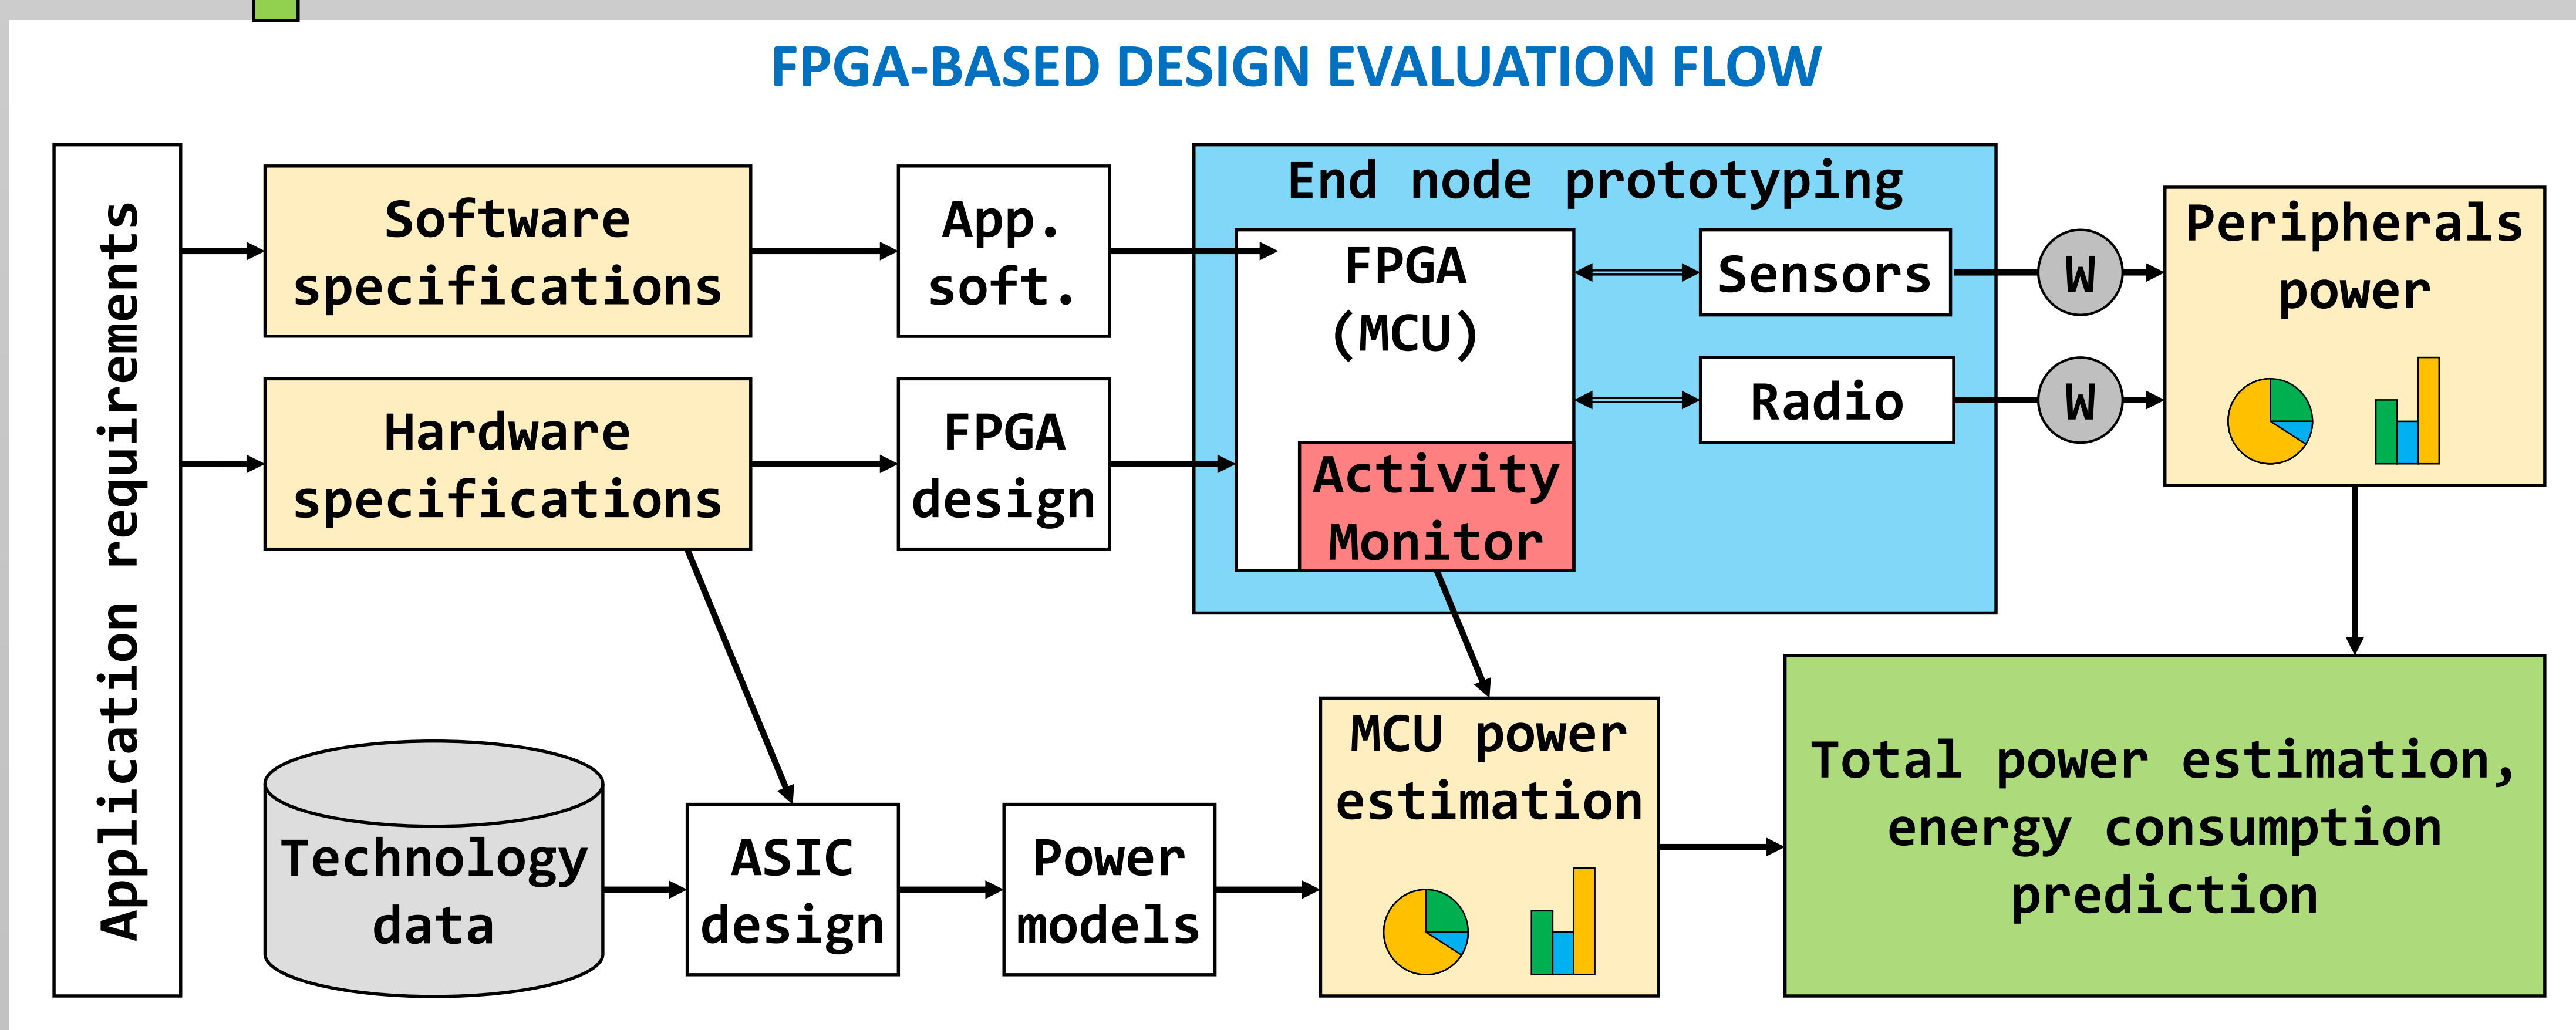 FPGA-BASED DESIGN EVALUATION FLOW
Application requirements
Software
specifications
App.
soft.
End node prototyping
FPGA
(MCU)
Sensors
W
Peripherals
power
Hardware
specifications
FPGA
design
Activity
Monitor
Radio
W
Technology
data
ASIC
design
Power
models
MCU power
estimation
Total power estimation,
energy consumption
prediction